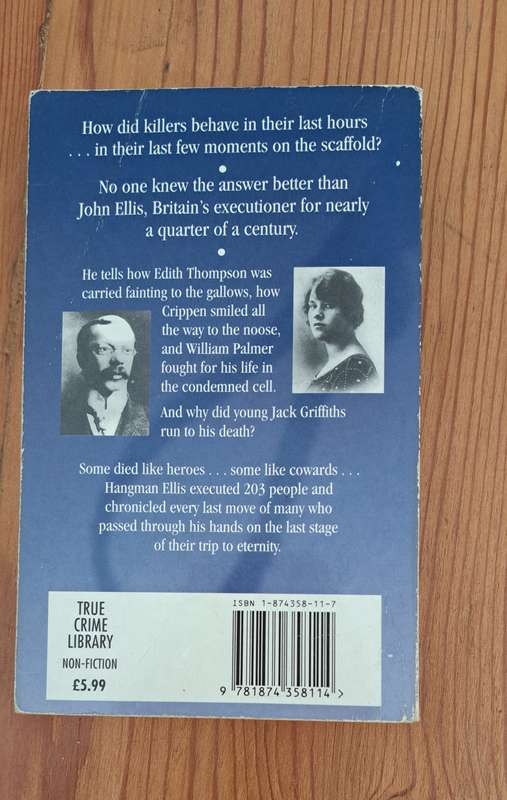 How did killers behave in their last hours
. . . in their last few moments on the scaffold?
No one knew the answer better than
John Ellis, Britain's executioner for nearly
a quarter of a century.
He tells how Edith Thompson was
carried fainting to the gallows, how
Crippen smiled all
the way to the noose,
and William Palmer
fought for his life in
the condemned cell.
And why did young Jack Griffiths
run to his death?
Some died like heroes . . . some like cowards . . .
Hangman Ellis executed 203 people and
chronicled every last move of many who
passed through his hands on the last stage
of their trip to eternity.
TRUE
CRIME
LIBRARY
NON-FICTION
£5.99
ISBN 1-874358-11-7
9 781874 358114 >